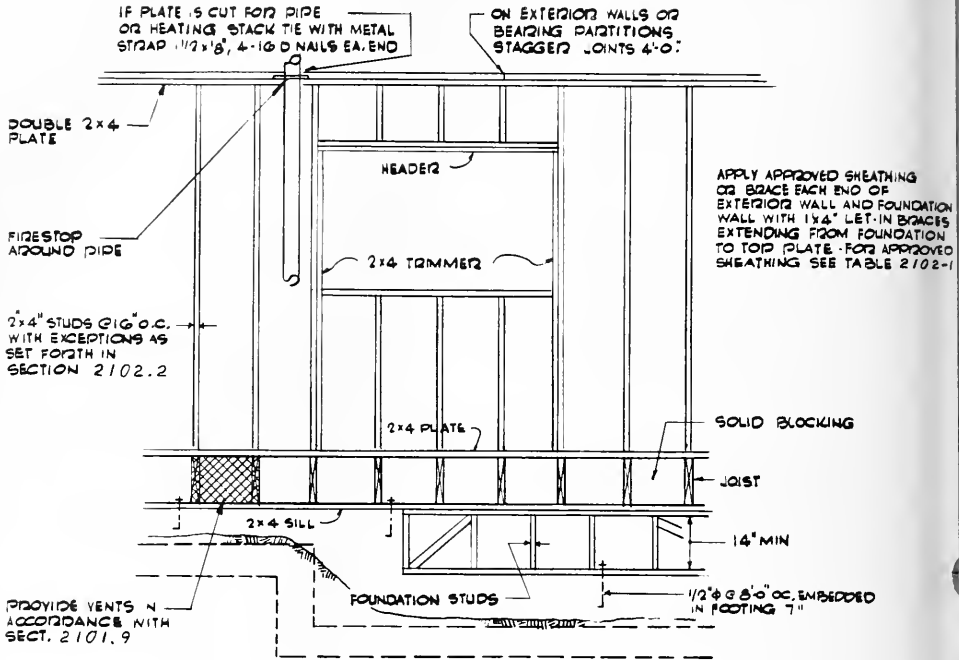 IF PLATE IS CUT FOR PIPE
OR HEATING STACK TIE WITH METAL
STRAP 1 1/2 x 1/8", 4-16 D NAILS EA. END
ON EXTERIOR WALLS OR
BEARING PARTITIONS
STAGGER JOINTS 4'-0"
DOUBLE 2x4
PLATE
HEADER
APPLY APPROVED SHEATHING
OR BRACE EACH END OF
EXTERIOR WALL AND FOUNDATION
WALL WITH 1x4" LET-IN BRACES
EXTENDING FROM FOUNDATION
TO TOP PLATE - FOR APPROVED
SHEATHING SEE TABLE 2102-1
FIRESTOP
AROUND PIPE
2x4 TRIMMER
2"x4" STUDS @ 16" O.C.
WITH EXCEPTIONS AS
SET FORTH IN
SECTION 2102.2
2x4 PLATE
SOLID BLOCKING
JOIST
2x4 SILL
14" MIN
FOUNDATION STUDS
1/2" φ @ 8'-0" OC. EMBEDDED
IN FOOTING 7"
PROVIDE VENTS IN
ACCORDANCE WITH
SECT. 2101.9